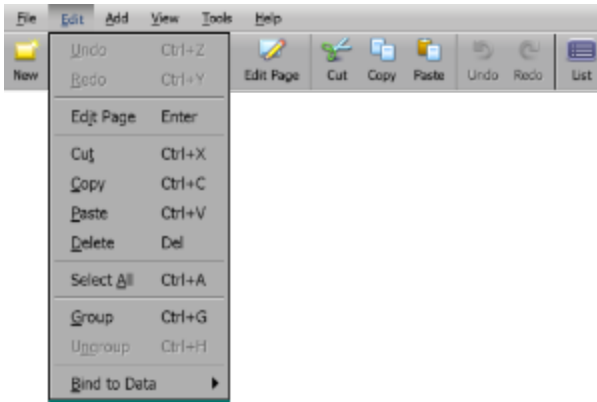 File Edit Add View Tools Help
New Edit Page Cut Copy Paste Undo Redo List
Undo Ctrl+Z
Redo Ctrl+Y
Edit Page Enter
Cut Ctrl+X
Copy Ctrl+C
Paste Ctrl+V
Delete Del
Select All Ctrl+A
Group Ctrl+G
Ungroup Ctrl+H
Bind to Data